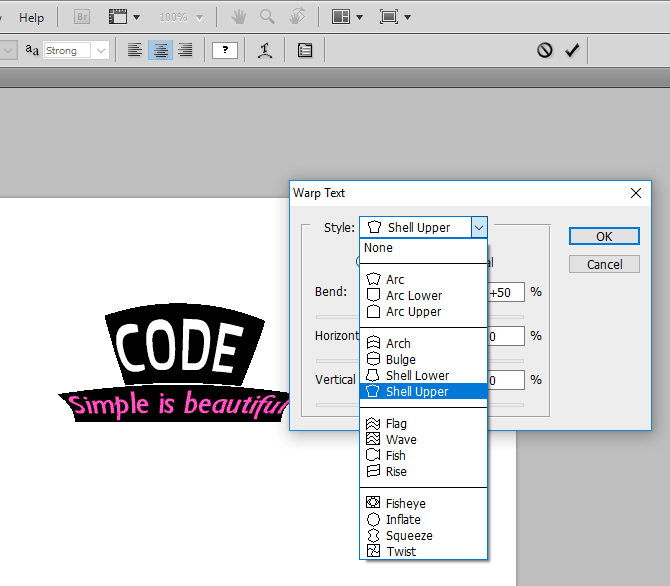 Help
Br
100%
aa
Strong
?
T
Warp Text
Style:
Shell Upper
OK
Cancel
None
Arc
Arc Lower
Arc Upper
Arch
Bulge
Shell Lower
Shell Upper
Flag
Wave
Fish
Rise
Fisheye
Inflate
Squeeze
Twist
al
Bend:
+50 %
Horizont
0 %
Vertical
0 %
CODE
Simple is beautiful